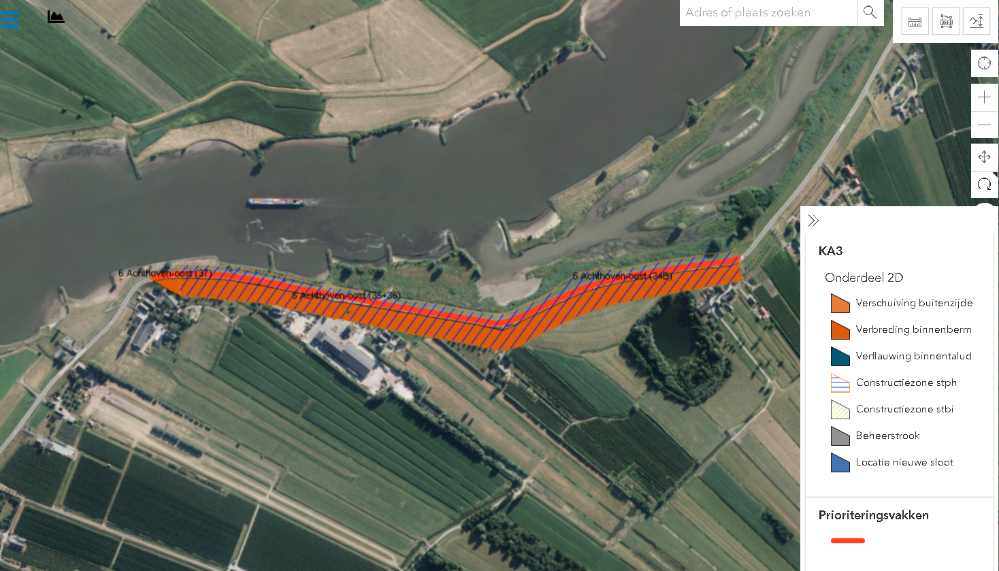 Adres of plaats zoeken
6 Achthoven-oost (37)
6 Achthoven-oost (35+36)
6 Achthoven-oost (34B)
KA3
Onderdeel 2D
Verschuiving buitenzijde
Verbreding binnenberm
Verflauwing binnentalud
Constructiezone stph
Constructiezone stbi
Beheerstrook
Locatie nieuwe sloot
Prioriteringsvakken